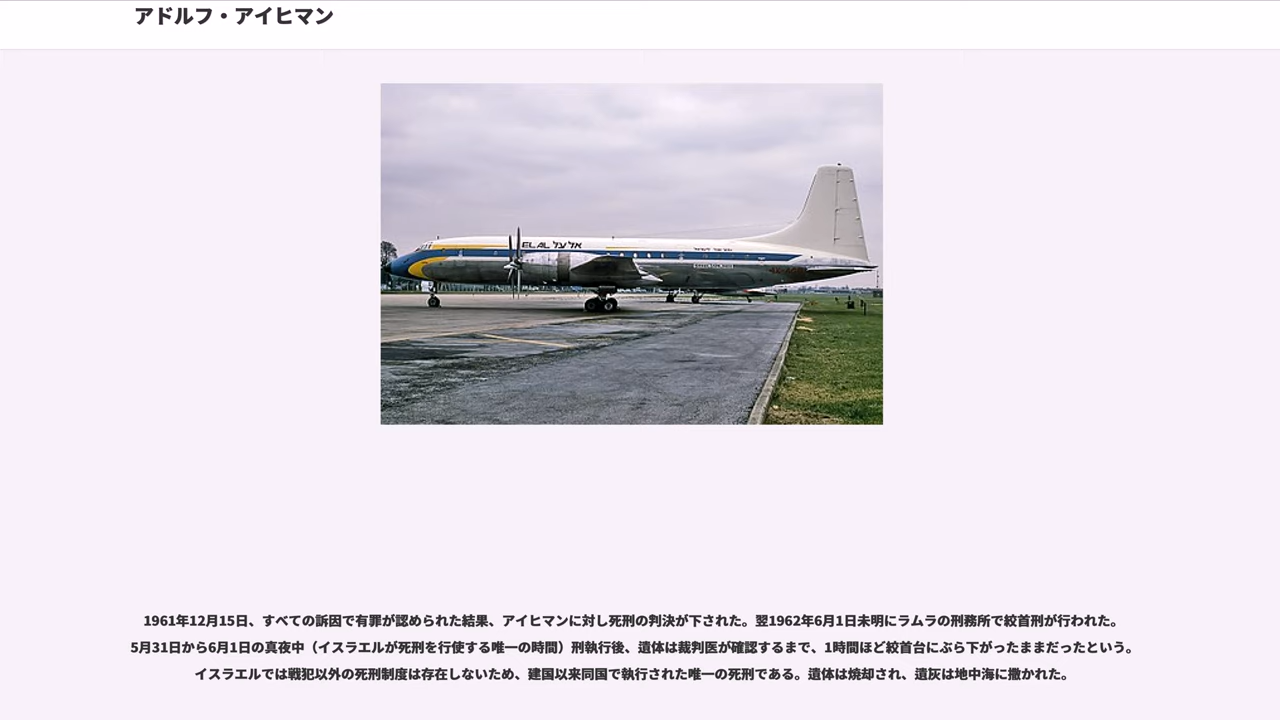 アドルフ・アイヒマン
ELAL אל על
1961年12月15日、すべての訴因で有罪が認められた結果、アイヒマンに対し死刑の判決が下された。翌1962年6月1日未明にラムラの刑務所で絞首刑が行われた。
5月31日から6月1日の真夜中（イスラエルが死刑を行使する唯一の時間）刑執行後、遺体は裁判医が確認するまで、1時間ほど絞首台にぶら下がったままだったという。
イスラエルでは戦犯以外の死刑制度は存在しないため、建国以来同国で執行された唯一の死刑である。遺体は焼却され、遺灰は地中海に撒かれた。